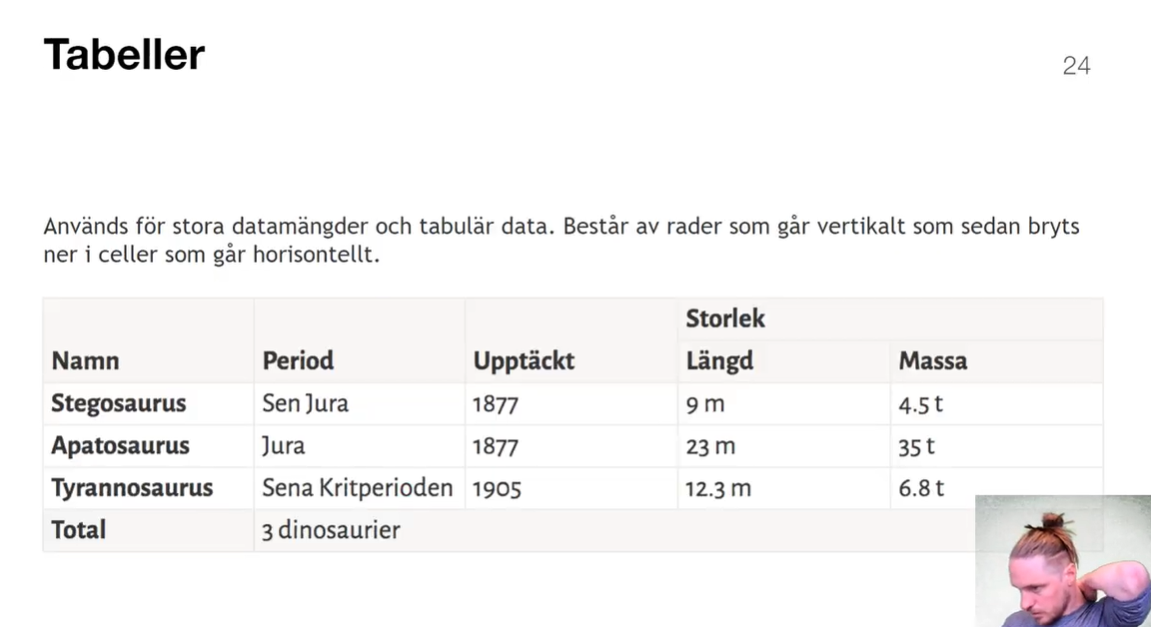 Tabeller
24
Används för stora datamängder och tabulär data. Består av rader som går vertikalt som sedan bryts
ner i celler som går horisontellt.
Storlek
Namn Period Upptäckt Längd Massa
Stegosaurus Sen Jura 1877 9 m 4.5 t
Apatosaurus Jura 1877 23 m 35 t
Tyrannosaurus Sena Kritperioden 1905 12.3 m 6.8 t
Total 3 dinosaurier